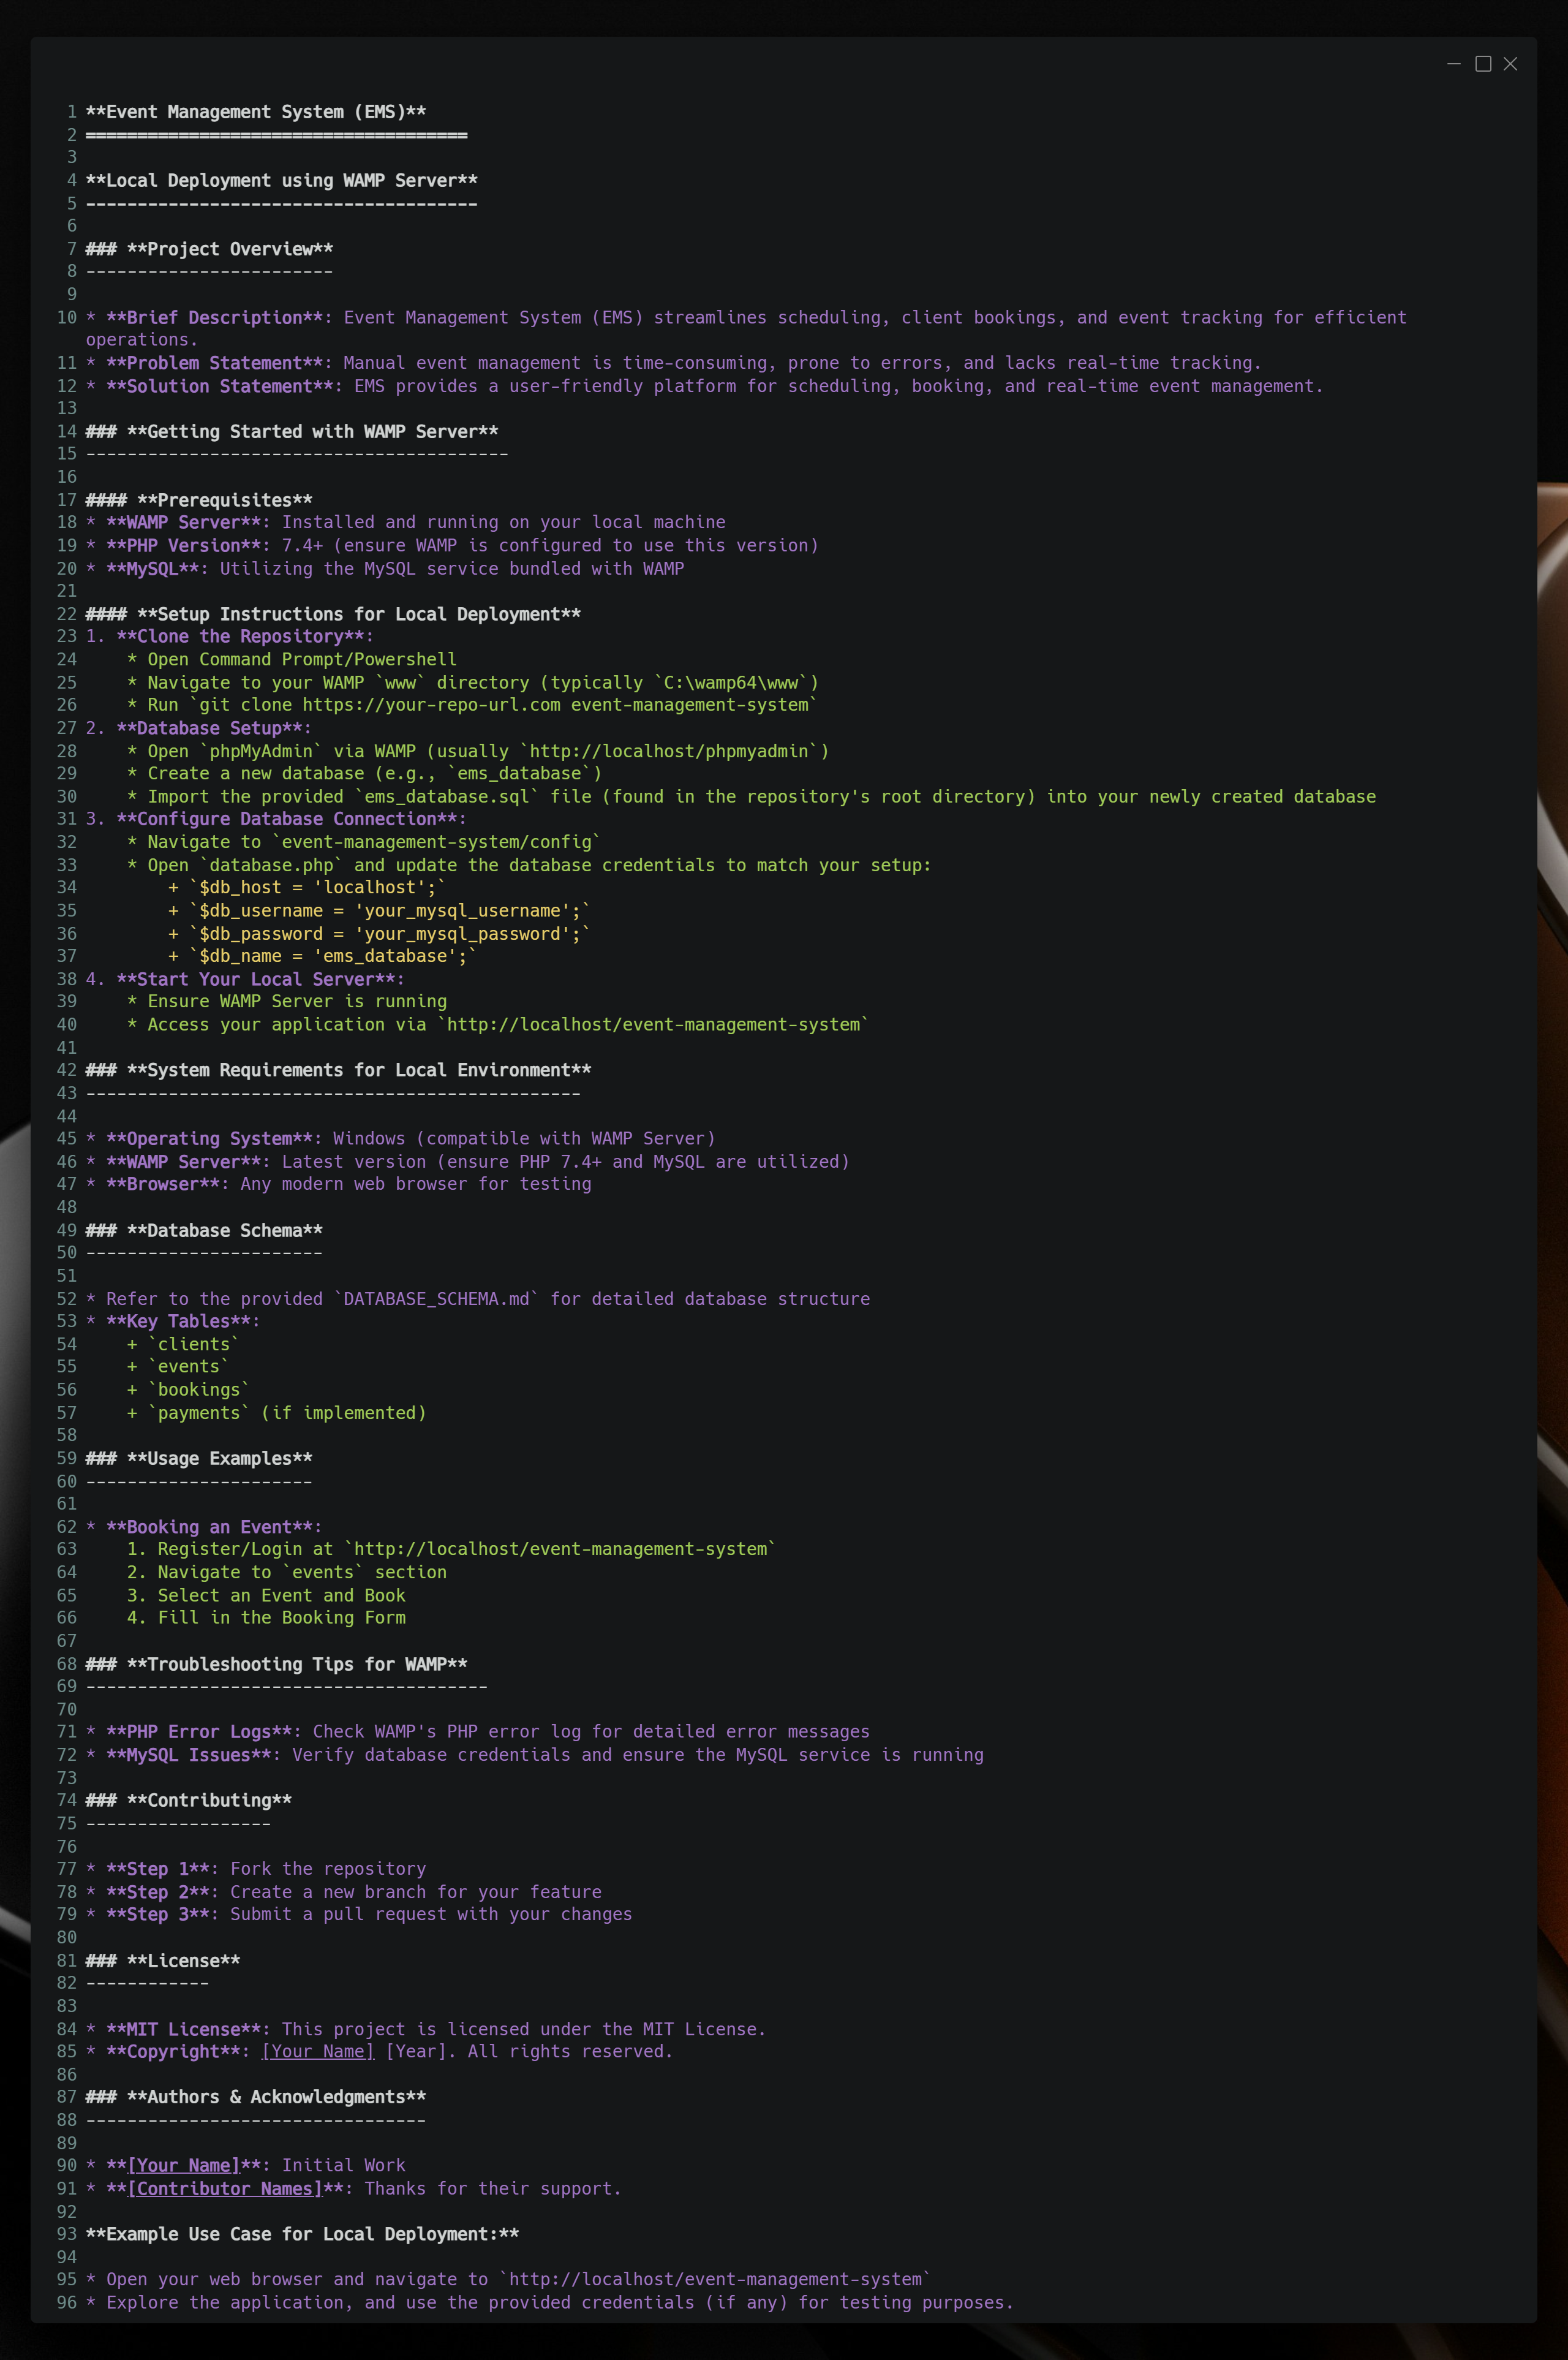 1 **Event Management System (EMS)**
2 =====================================
3
4 **Local Deployment using WAMP Server**
5 --------------------------------------
6
7 ### **Project Overview**
8 ------------------------
9
10 * **Brief Description**: Event Management System (EMS) streamlines scheduling, client bookings, and event tracking for efficient
operations.
11 * **Problem Statement**: Manual event management is time-consuming, prone to errors, and lacks real-time tracking.
12 * **Solution Statement**: EMS provides a user-friendly platform for scheduling, booking, and real-time event management.
13
14 ### **Getting Started with WAMP Server**
15 -----------------------------------------
16
17 #### **Prerequisites**
18 * **WAMP Server**: Installed and running on your local machine
19 * **PHP Version**: 7.4+ (ensure WAMP is configured to use this version)
20 * **MySQL**: Utilizing the MySQL service bundled with WAMP
21
22 #### **Setup Instructions for Local Deployment**
23 1. **Clone the Repository**:
24     * Open Command Prompt/Powershell
25     * Navigate to your WAMP `www` directory (typically `C:\wamp64\www`)
26     * Run `git clone https://your-repo-url.com event-management-system`
27 2. **Database Setup**:
28     * Open `phpMyAdmin` via WAMP (usually `http://localhost/phpmyadmin`)
29     * Create a new database (e.g., `ems_database`)
30     * Import the provided `ems_database.sql` file (found in the repository's root directory) into your newly created database
31 3. **Configure Database Connection**:
32     * Navigate to `event-management-system/config`
33     * Open `database.php` and update the database credentials to match your setup:
34         + `$db_host = 'localhost';`
35         + `$db_username = 'your_mysql_username';`
36         + `$db_password = 'your_mysql_password';`
37         + `$db_name = 'ems_database';`
38 4. **Start Your Local Server**:
39     * Ensure WAMP Server is running
40     * Access your application via `http://localhost/event-management-system`
41
42 ### **System Requirements for Local Environment**
43 ------------------------------------------------
44
45 * **Operating System**: Windows (compatible with WAMP Server)
46 * **WAMP Server**: Latest version (ensure PHP 7.4+ and MySQL are utilized)
47 * **Browser**: Any modern web browser for testing
48
49 ### **Database Schema**
50 -----------------------
51
52 * Refer to the provided `DATABASE_SCHEMA.md` for detailed database structure
53 * **Key Tables**:
54     + `clients`
55     + `events`
56     + `bookings`
57     + `payments` (if implemented)
58
59 ### **Usage Examples**
60 ----------------------
61
62 * **Booking an Event**:
63     1. Register/Login at `http://localhost/event-management-system`
64     2. Navigate to `events` section
65     3. Select an Event and Book
66     4. Fill in the Booking Form
67
68 ### **Troubleshooting Tips for WAMP**
69 ---------------------------------------
70
71 * **PHP Error Logs**: Check WAMP's PHP error log for detailed error messages
72 * **MySQL Issues**: Verify database credentials and ensure the MySQL service is running
73
74 ### **Contributing**
75 ------------------
76
77 * **Step 1**: Fork the repository
78 * **Step 2**: Create a new branch for your feature
79 * **Step 3**: Submit a pull request with your changes
80
81 ### **License**
82 ------------
83
84 * **MIT License**: This project is licensed under the MIT License.
85 * **Copyright**: [Your Name] [Year]. All rights reserved.
86
87 ### **Authors & Acknowledgments**
88 ---------------------------------
89
90 * **[Your Name]**: Initial Work
91 * **[Contributor Names]**: Thanks for their support.
92
93 **Example Use Case for Local Deployment:**
94
95 * Open your web browser and navigate to `http://localhost/event-management-system`
96 * Explore the application, and use the provided credentials (if any) for testing purposes.